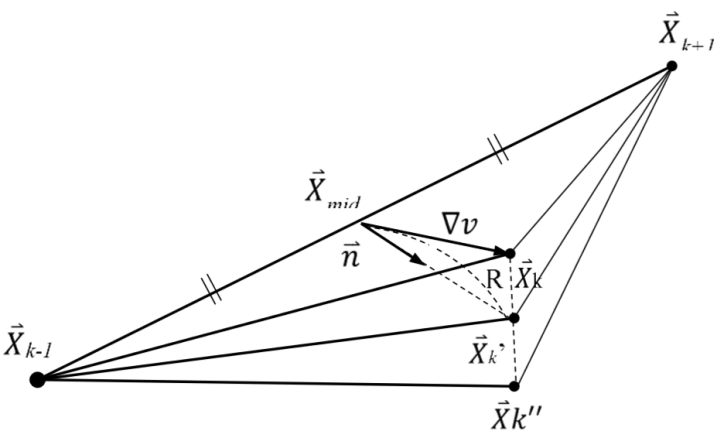 X⃗ k+1
X⃗ mid
∇v
n⃗
R X⃗k
X⃗ k-1
X⃗k’
X⃗k''